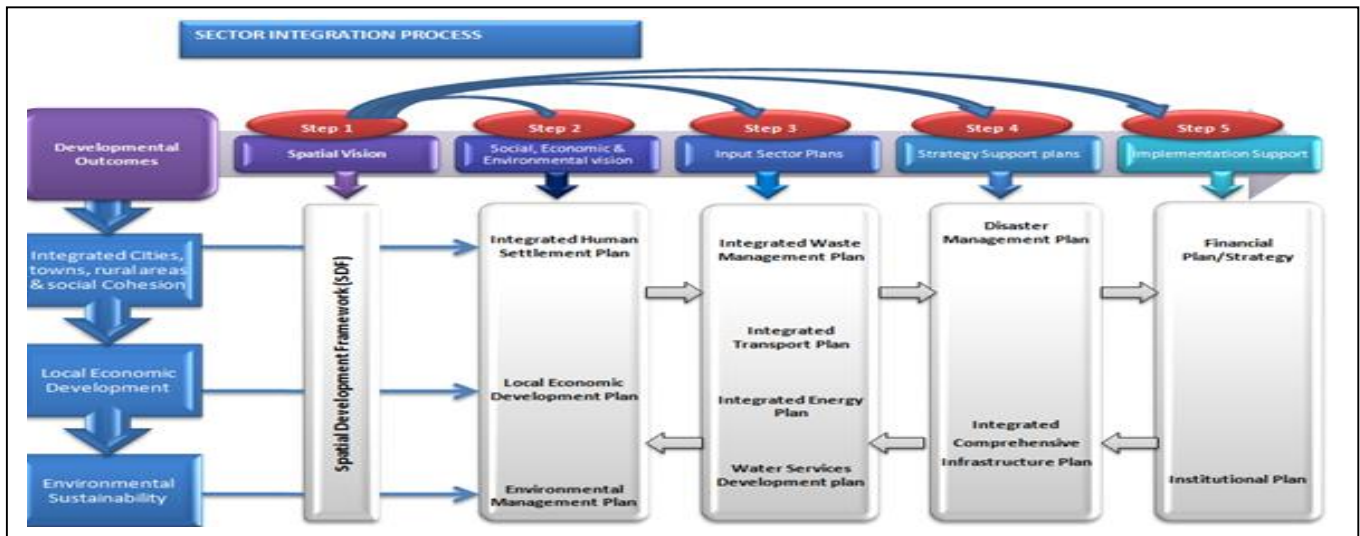 SECTOR INTEGRATION PROCESS
Developmental
Outcomes
Step 1
Spatial Vision
Step 2
Social, Economic &
Environmental vision
Step 3
Input Sector Plans
Step 4
Strategy Support plans
Step 5
Implementation Support
Integrated Cities,
towns, rural areas
& social Cohesion
Local Economic
Development
Environmental
Sustainability
Spatial Development Framework (SDF)
Integrated Human
Settlement Plan
Local Economic
Development Plan
Environmental
Management Plan
Integrated Waste
Management Plan
Integrated
Transport Plan
Integrated Energy
Plan
Water Services
Development plan
Disaster
Management Plan
Integrated
Comprehensive
Infrastructure Plan
Financial
Plan/Strategy
Institutional Plan